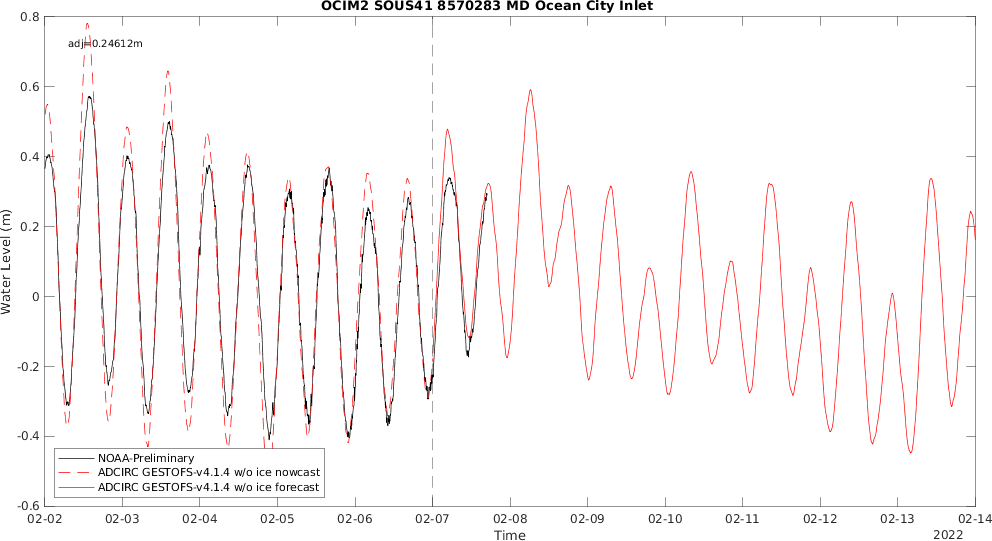 OCIM2 SOUS41 8570283 MD Ocean City Inlet
0.8
adj=0.24612m
0.6
0.4
0.2
0
-0.2
-0.4
-0.6
Water Level (m)
NOAA-Preliminary
ADCIRC GESTOFS-v4.1.4 w/o ice nowcast
ADCIRC GESTOFS-v4.1.4 w/o ice forecast
02-02 02-03 02-04 02-05 02-06 02-07 02-08 02-09 02-10 02-11 02-12 02-13 02-14
Time
2022